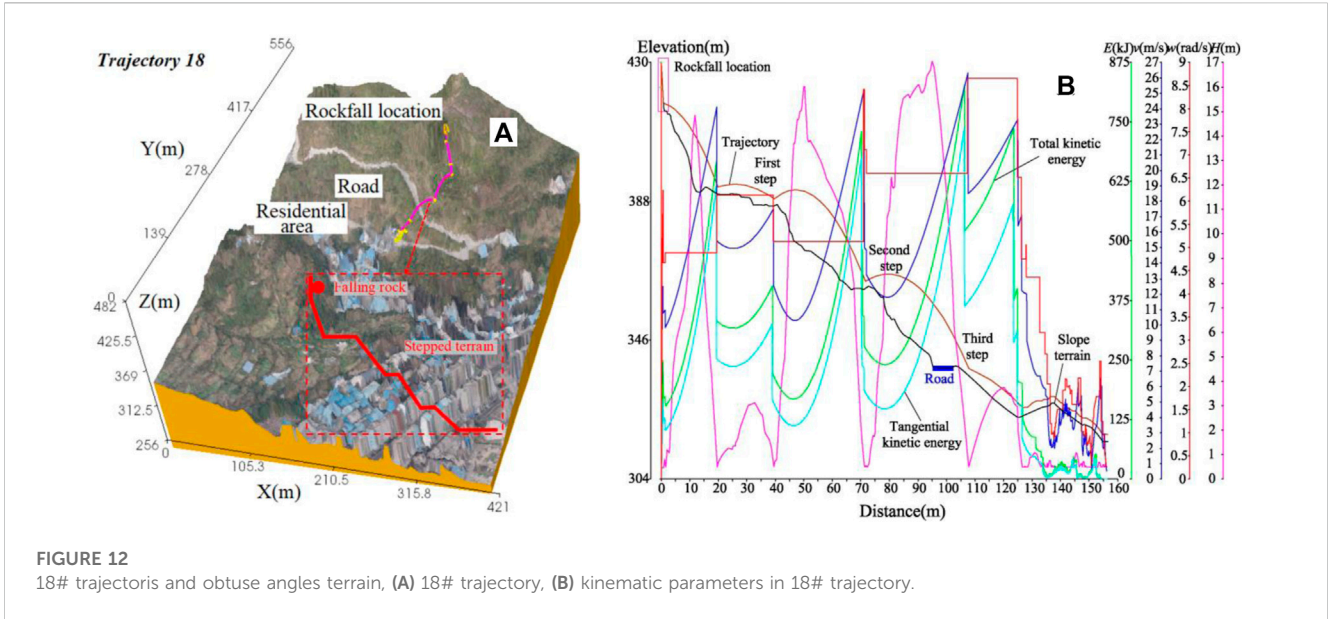 Trajectory 18
556
417
Y(m)
278
139
0
482
Z(m)
425.5
369
312.5
256
0
105.3
210.5
315.8
421
X(m)
Rockfall location
A
Road
Residential
area
Falling rock
Stepped terrain
Elevation(m)
430
388
346
304
Rockfall location
Trajectory
First
step
Second
step
Third
step
Slope
terrain
Road
Total kinetic
energy
Tangential
kinetic energy
B
0 10 20 30 40 50 60 70 80 90 100 110 120 130 140 150 160
Distance(m)
E(kJ) v(m/s) w(rad/s) H(m)
875
750
625
500
375
250
125
0
27
26
25
24
23
22
21
20
19
18
17
16
15
14
13
12
11
10
9
8
7
6
5
4
3
2
1
0
9
8.5
8
7.5
7
6.5
6
5.5
5
4.5
4
3.5
3
2.5
2
1.5
1
0.5
0
17
16
15
14
13
12
11
10
9
8
7
6
5
4
3
2
1
0
FIGURE 12
18# trajectoris and obtuse angles terrain, (A) 18# trajectory, (B) kinematic parameters in 18# trajectory.